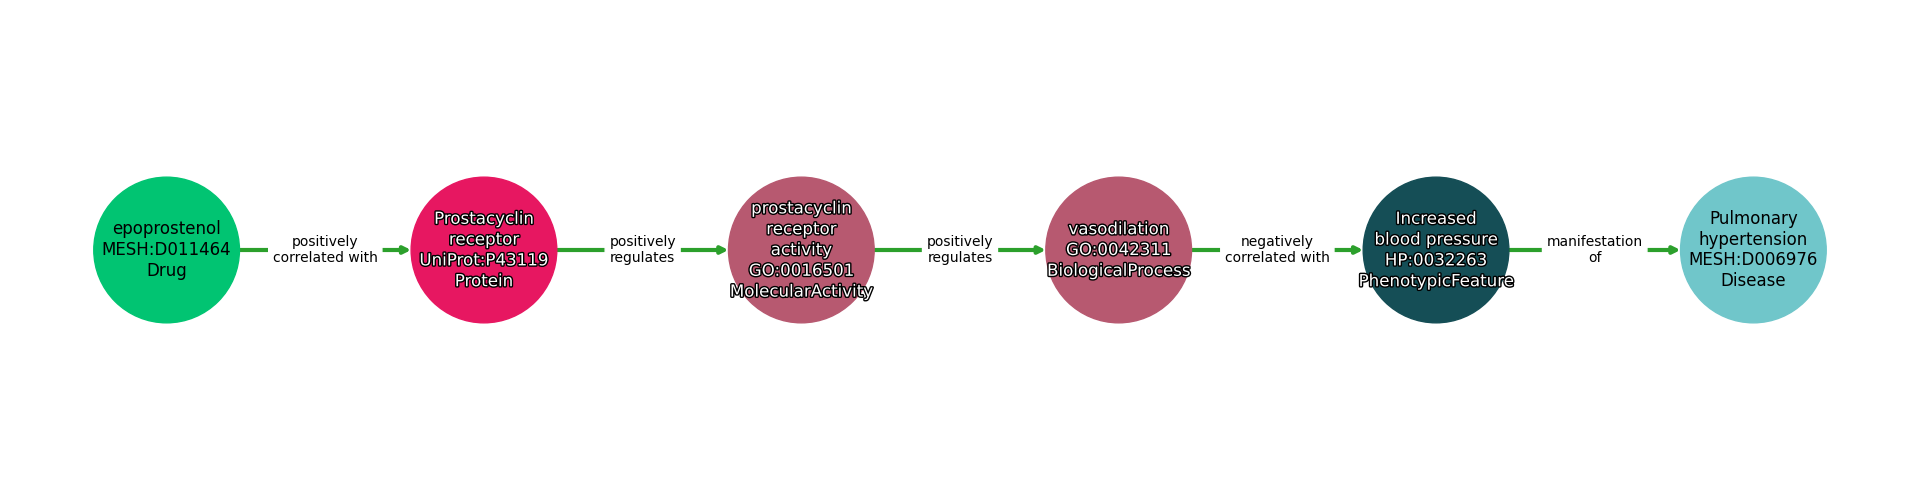 epoprostenol
MESH:D011464
Drug
positively
correlated with
Prostacyclin
receptor
UniProt:P43119
Protein
positively
regulates
prostacyclin
receptor
activity
GO:0016501
MolecularActivity
positively
regulates
vasodilation
GO:0042311
BiologicalProcess
negatively
correlated with
Increased
blood pressure
HP:0032263
PhenotypicFeature
manifestation
of
Pulmonary
hypertension
MESH:D006976
Disease